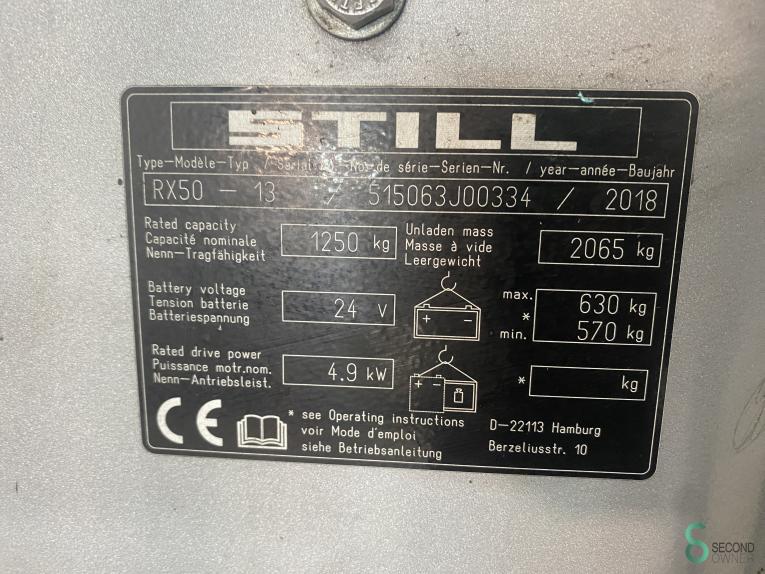 STILL
Type-Modèle-Typ / Serial No-Nos de série-Serien-Nr. / year-année-Baujahr
RX50 - 13 / 515063J00334 / 2018
Rated capacity
Capacité nominale
Nenn-Tragfähigkeit
1250 kg
Unladen mass
Masse à vide
Leergewicht
2065 kg
Battery voltage
Tension batterie
Batteriespannung
24 V
+ -
max. 630 kg
*
min. 570 kg
Rated drive power
Puissance motr.nom.
Nenn-Antriebsleist.
4.9 kW
+ -
* kg
CE
* see Operating instructions
voir Mode d'emploi
siehe Betriebsanleitung
D-22113 Hamburg
Berzeliusstr. 10
SECOND
OWNER